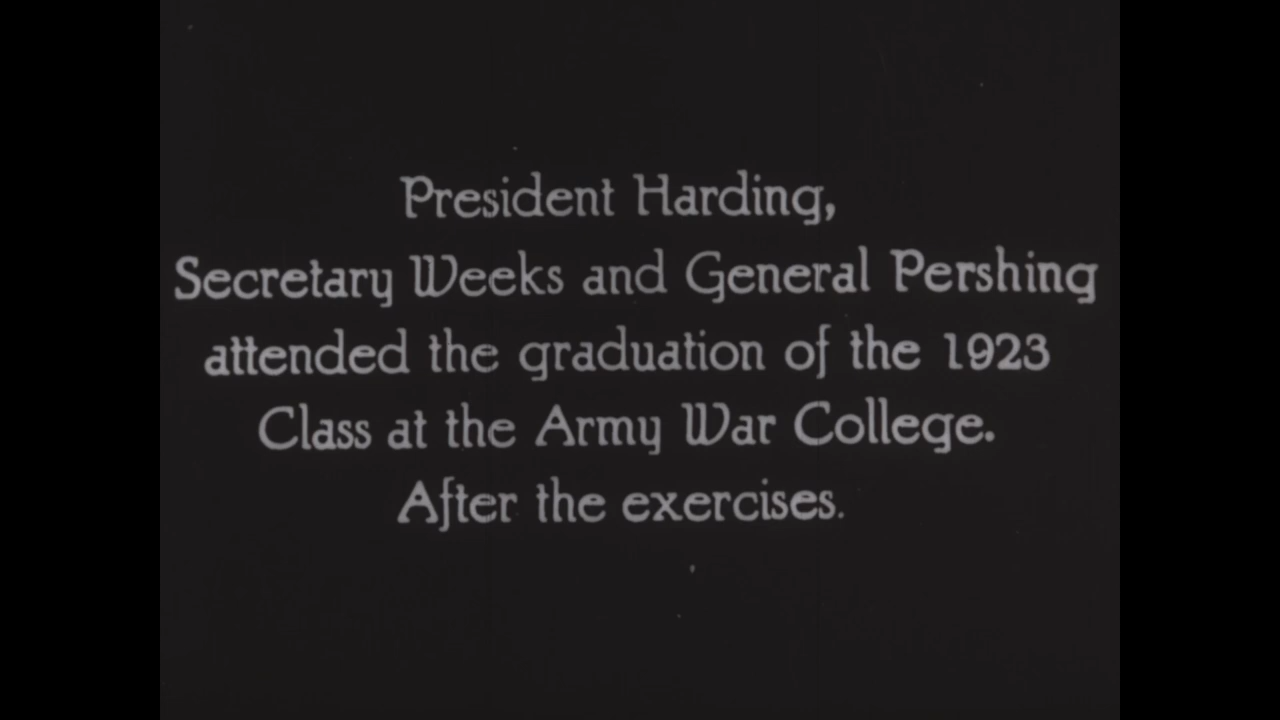 President Harding,
Secretary Weeks and General Pershing
attended the graduation of the 1923
Class at the Army War College.
After the exercises.